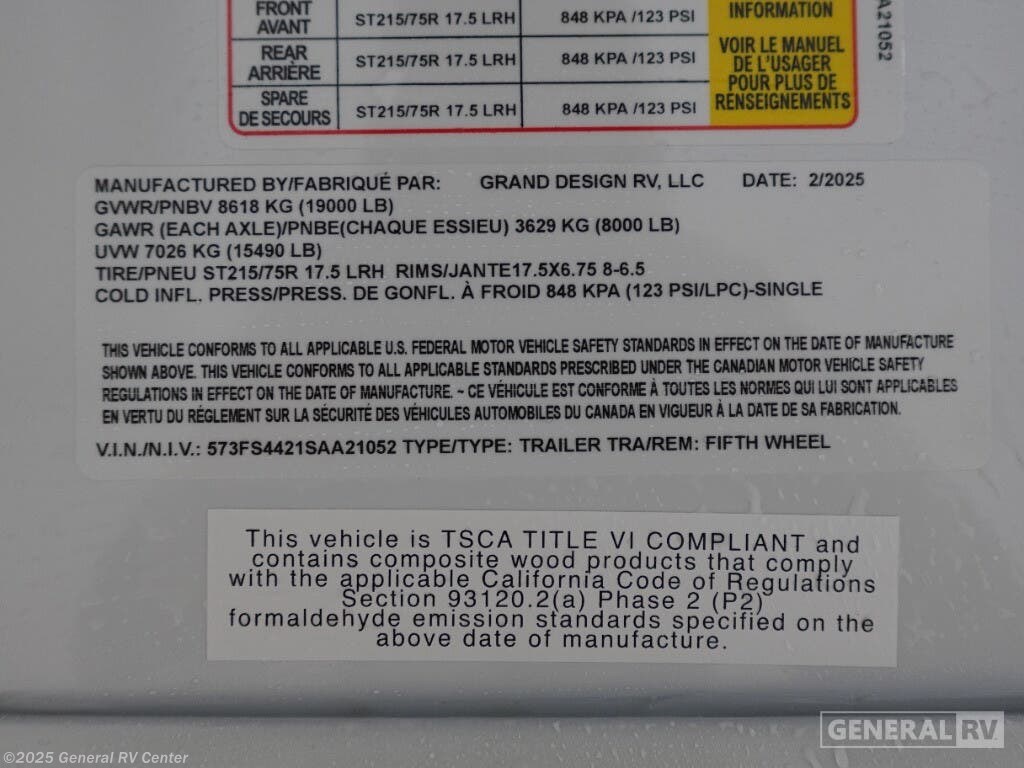 FRONT
AVANT
ST215/75R 17.5 LRH
848 KPA /123 PSI
REAR
ARRIÈRE
ST215/75R 17.5 LRH
848 KPA /123 PSI
SPARE
DE SECOURS
ST215/75R 17.5 LRH
848 KPA /123 PSI
INFORMATION
VOIR LE MANUEL
DE L'USAGER
POUR PLUS DE
RENSEIGNEMENTS
A21052
MANUFACTURED BY/FABRIQUÉ PAR: GRAND DESIGN RV, LLC DATE: 2/2025
GVWR/PNBV 8618 KG (19000 LB)
GAWR (EACH AXLE)/PNBE(CHAQUE ESSIEU) 3629 KG (8000 LB)
UVW 7026 KG (15490 LB)
TIRE/PNEU ST215/75R 17.5 LRH RIMS/JANTE17.5X6.75 8-6.5
COLD INFL. PRESS/PRESS. DE GONFL. À FROID 848 KPA (123 PSI/LPC)-SINGLE
THIS VEHICLE CONFORMS TO ALL APPLICABLE U.S. FEDERAL MOTOR VEHICLE SAFETY STANDARDS IN EFFECT ON THE DATE OF MANUFACTURE
SHOWN ABOVE. THIS VEHICLE CONFORMS TO ALL APPLICABLE STANDARDS PRESCRIBED UNDER THE CANADIAN MOTOR VEHICLE SAFETY
REGULATIONS IN EFFECT ON THE DATE OF MANUFACTURE. ~ CE VÉHICULE EST CONFORME À TOUTES LES NORMES QUI LUI SONT APPLICABLES
EN VERTU DU RÉGLEMENT SUR LA SÉCURITÉ DES VÉHICULES AUTOMOBILES DU CANADA EN VIGUEUR À LA DATE DE SA FABRICATION.
V.I.N./N.I.V.: 573FS4421SAA21052 TYPE/TYPE: TRAILER TRA/REM: FIFTH WHEEL
This vehicle is TSCA TITLE VI COMPLIANT and
contains composite wood products that comply
with the applicable California Code of Regulations
Section 93120.2(a) Phase 2 (P2)
formaldehyde emission standards specified on the
above date of manufacture.
GENERAL RV
©2025 General RV Center